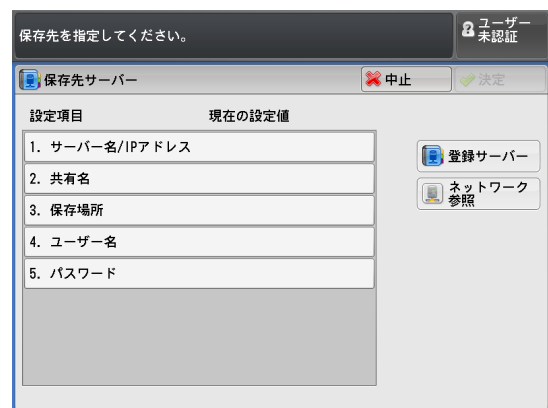 保存先を指定してください。
ユーザー
未認証
保存先サーバー
中止
決定
設定項目 現在の設定値
1. サーバー名/IPアドレス
2. 共有名
3. 保存場所
4. ユーザー名
5. パスワード
登録サーバー
ネットワーク
参照